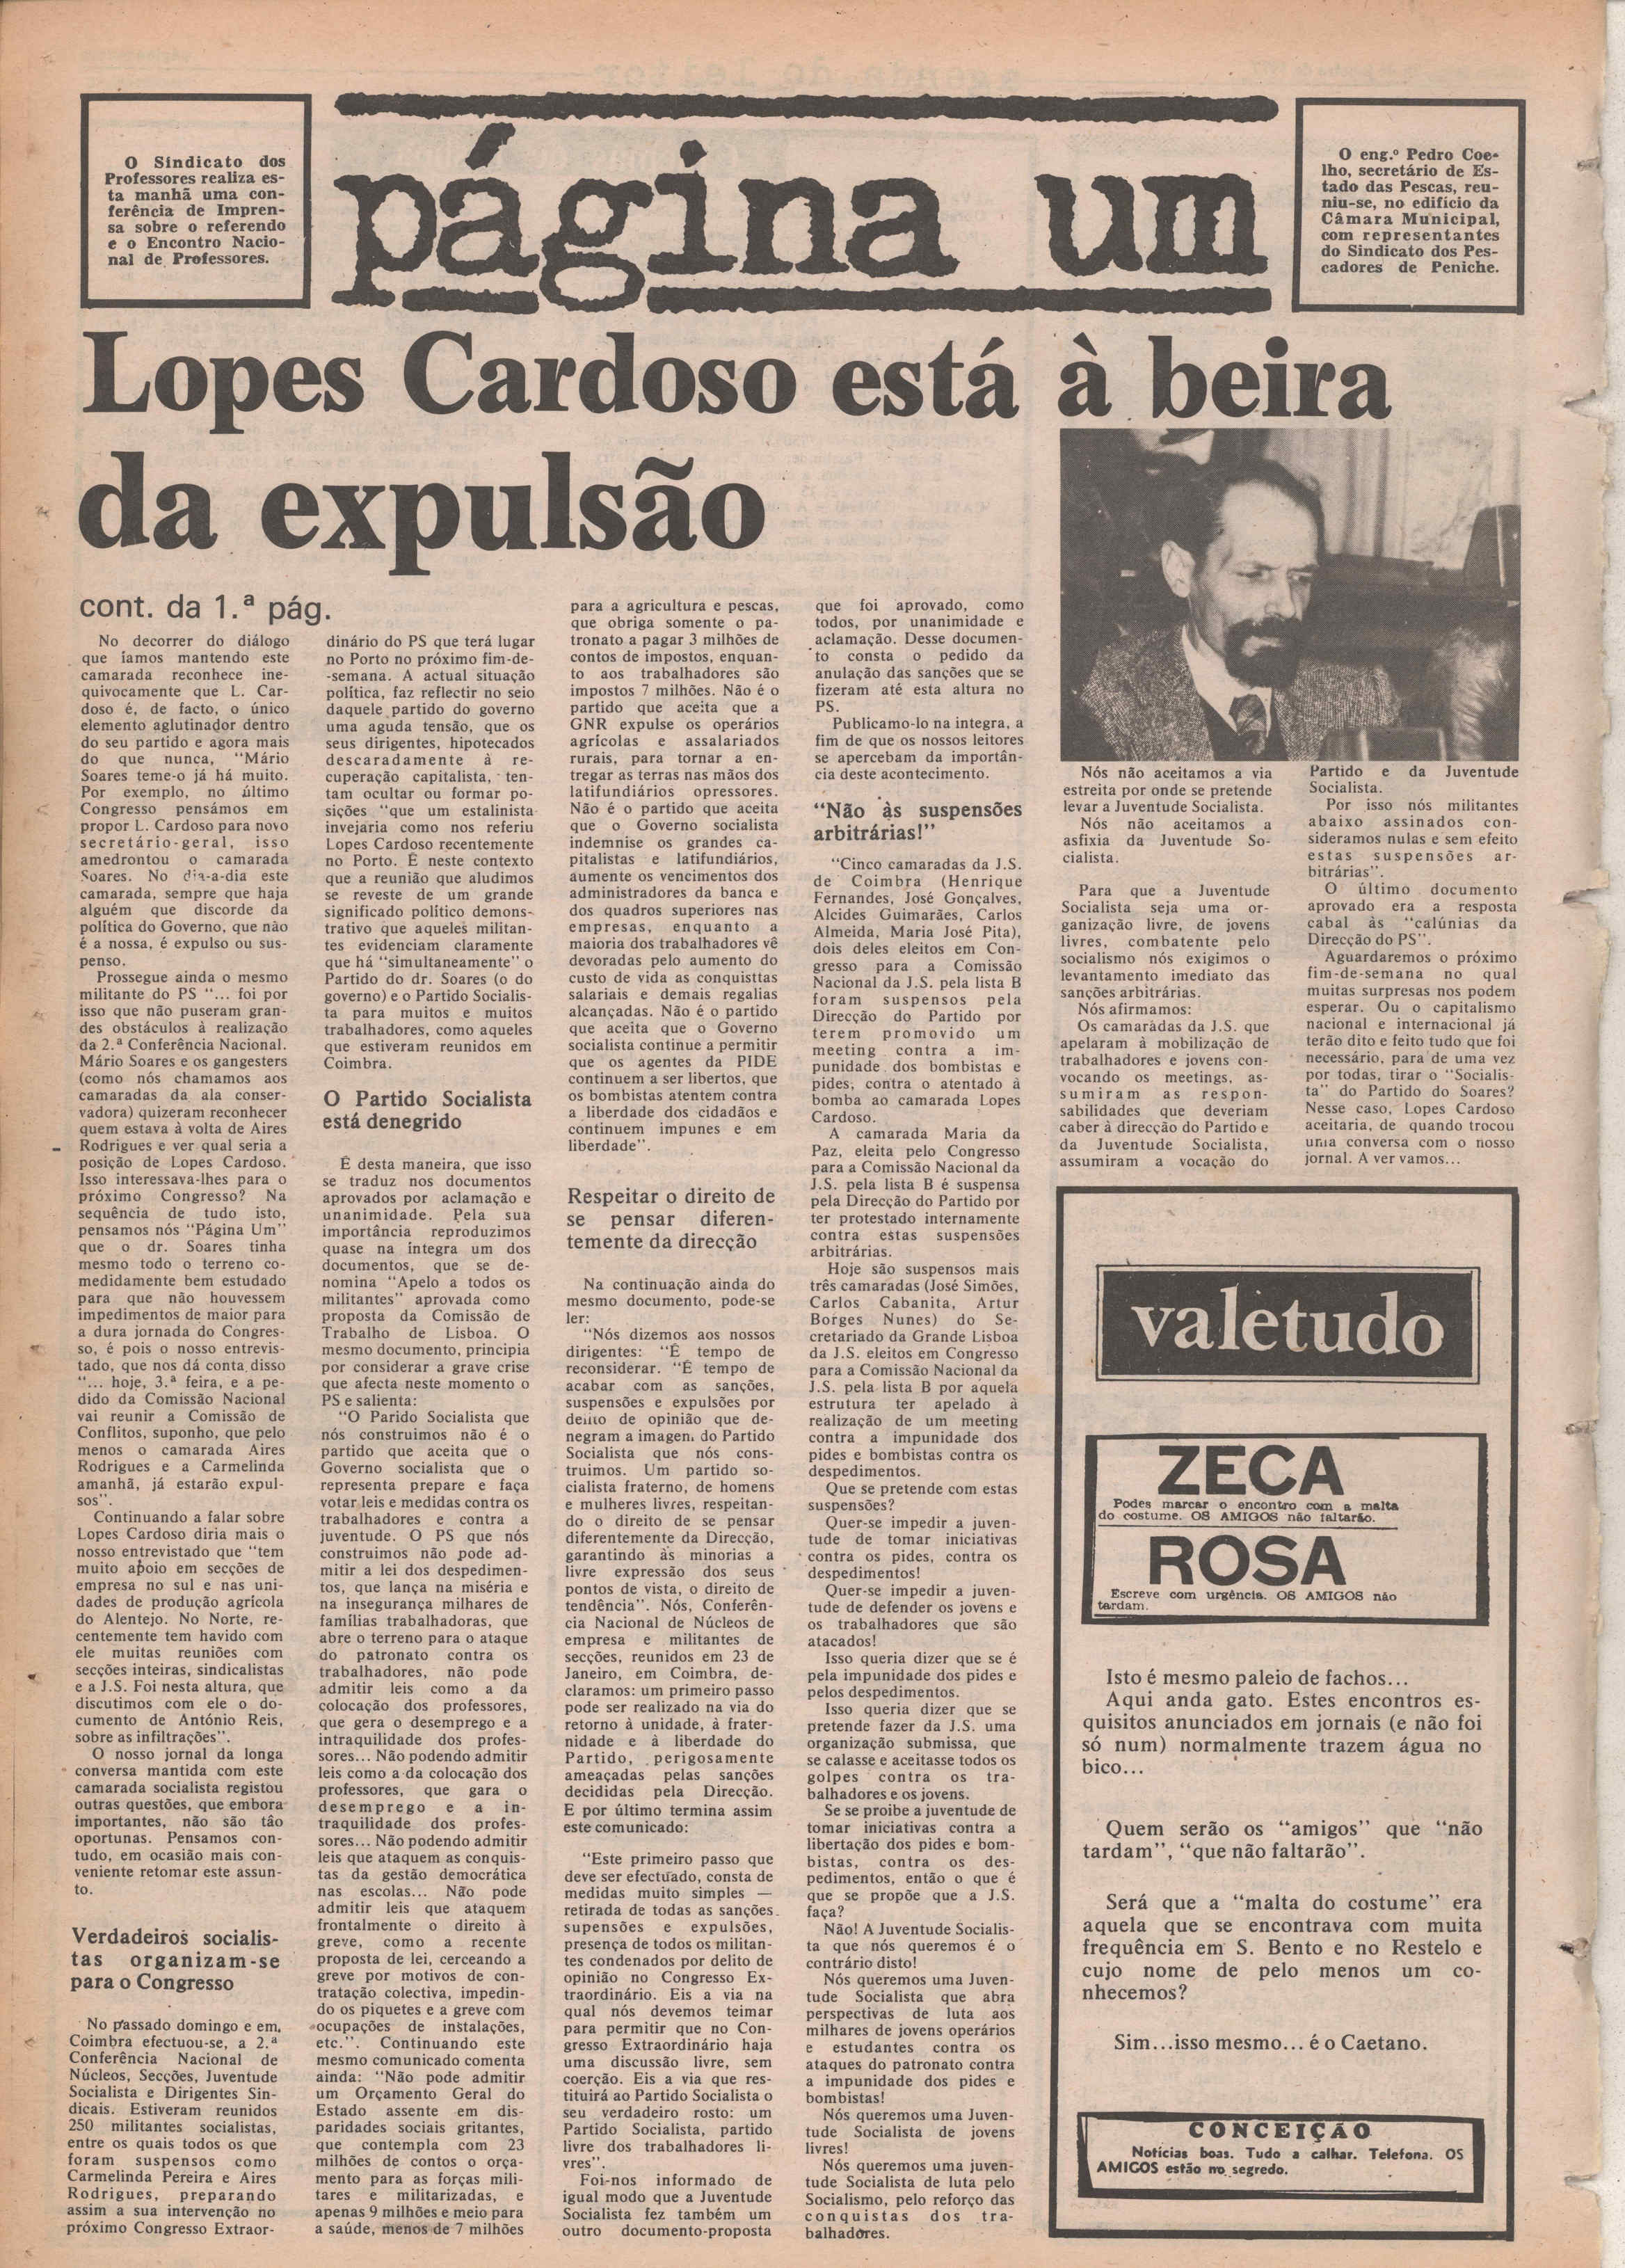 O Sindicato dos
Professores realiza es-
ta manhã uma con-
ferência de Impren-
sa sobre o referendo
e o Encontro Nacio-
nal de Professores.
página um
O eng.º Pedro Coe-
lho, secretário de Es-
tado das Pescas, reu-
niu-se, no edifício da
Câmara Municipal,
com representantes
do Sindicato dos Pes-
cadores de Peniche.
Lopes Cardoso está à beira
da expulsão
cont. da 1.ª pág.
No decorrer do diálogo
que íamos mantendo este
camarada reconhece ine-
quivocamente que L. Car-
doso é, de facto, o único
elemento aglutinador dentro
do seu partido e agora mais
do que nunca, "Mário
Soares teme-o já há muito.
Por exemplo, no último
Congresso pensámos em
propor L. Cardoso para novo
secretário-geral, isso
amedrontou o camarada
Soares. No dia-a-dia este
camarada, sempre que haja
alguém que discorde da
política do Governo, que não
é a nossa, é expulso ou sus-
penso.
Prossegue ainda o mesmo
militante do PS "... foi por
isso que não puseram gran-
des obstáculos à realização
da 2.ª Conferência Nacional.
Mário Soares e os gangesters
(como nós chamamos aos
camaradas da ala conser-
vadora) quizeram reconhecer
quem estava à volta de Aires
Rodrigues e ver qual seria a
posição de Lopes Cardoso.
Isso interessava-lhes para o
próximo Congresso? Na
sequência de tudo isto,
pensamos nós "Página Um"
que o dr. Soares tinha
mesmo todo o terreno co-
medidamente bem estudado
para que não houvessem
impedimentos de maior para
a dura jornada do Congres-
so, é pois o nosso entrevis-
tado, que nos dá conta disso
"... hoje, 3.ª feira, e a pe-
dido da Comissão Nacional
vai reunir a Comissão de
Conflitos, suponho, que pelo
menos o camarada Aires
Rodrigues e a Carmelinda
amanhã, já estarão expul-
sos".
Continuando a falar sobre
Lopes Cardoso diria mais o
nosso entrevistado que "tem
muito apoio em secções de
empresa no sul e nas uni-
dades de produção agrícola
do Alentejo. No Norte, re-
centemente tem havido com
ele muitas reuniões com
secções inteiras, sindicalistas
e a J.S. Foi nesta altura, que
discutimos com ele o do-
cumento de António Reis,
sobre as infiltrações".
O nosso jornal da longa
conversa mantida com este
camarada socialista registou
outras questões, que embora
importantes, não são tão
oportunas. Pensamos con-
tudo, em ocasião mais con-
veniente retomar este assun-
to.
Verdadeiros socialis-
tas organizam-se
para o Congresso
No passado domingo e em,
Coimbra efectuou-se, a 2.ª
Conferência Nacional de
Núcleos, Secções, Juventude
Socialista e Dirigentes Sin-
dicais. Estiveram reunidos
250 militantes socialistas,
entre os quais todos os que
foram suspensos como
Carmelinda Pereira e Aires
Rodrigues, preparando
assim a sua intervenção no
próximo Congresso Extraor-
dinário do PS que terá lugar
no Porto no próximo fim-de-
-semana. A actual situação
política, faz reflectir no seio
daquele partido do governo
uma aguda tensão, que os
seus dirigentes, hipotecados
descaradamente à re-
cuperação capitalista, ten-
tam ocultar ou formar po-
sições "que um estalinista
invejaria como nos referiu
Lopes Cardoso recentemente
no Porto. É neste contexto
que a reunião que aludimos
se reveste de um grande
significado político demons-
trativo que aqueles militan-
tes evidenciam claramente
que há "simultaneamente" o
Partido do dr. Soares (o do
governo) e o Partido Socialis-
ta para muitos e muitos
trabalhadores, como aqueles
que estiveram reunidos em
Coimbra.
O Partido Socialista
está denegrido
É desta maneira, que isso
se traduz nos documentos
aprovados por aclamação e
unanimidade. Pela sua
importância reproduzimos
quase na íntegra um dos
documentos, que se de-
nomina "Apelo a todos os
militantes" aprovada como
proposta da Comissão de
Trabalho de Lisboa. O
mesmo documento, principia
por considerar a grave crise
que afecta neste momento o
PS e salienta:
"O Parido Socialista que
nós construimos não é o
partido que aceita que o
Governo socialista que o
representa prepare e faça
votar leis e medidas contra os
trabalhadores e contra a
juventude. O PS que nós
construimos não pode ad-
mitir a lei dos despedimen-
tos, que lança na miséria e
na insegurança milhares de
famílias trabalhadoras, que
abre o terreno para o ataque
do patronato contra os
trabalhadores, não pode
admitir leis como a da
colocação dos professores,
que gera o desemprego e a
intraquilidade dos profes-
sores... Não podendo admitir
leis como a da colocação dos
professores, que gara o
desemprego e a in-
traquilidade dos profes-
sores... Não podendo admitir
leis que ataquem as conquis-
tas da gestão democrática
nas escolas... Não pode
admitir leis que ataquem
frontalmente o direito à
greve, como a recente
proposta de lei, cerceando a
greve por motivos de con-
tratação colectiva, impedin-
do os piquetes e a greve com
ocupações de instalações,
etc.". Continuando este
mesmo comunicado comenta
ainda: "Não pode admitir
um Orçamento Geral do
Estado assente em dis-
paridades sociais gritantes,
que contempla com 23
milhões de contos o orça-
mento para as forças mili-
tares e militarizadas, e
apenas 9 milhões e meio para
a saúde, menos de 7 milhões
para a agricultura e pescas,
que obriga somente o pa-
tronato a pagar 3 milhões de
contos de impostos, enquan-
to aos trabalhadores são
impostos 7 milhões. Não é o
partido que aceita que a
GNR expulse os operários
agrícolas e assalariados
rurais, para tornar a en-
tregar as terras nas mãos dos
latifundiários opressores.
Não é o partido que aceita
que o Governo socialista
indemnise os grandes ca-
pitalistas e latifundiários,
aumente os vencimentos dos
administradores da banca e
dos quadros superiores nas
empresas, enquanto a
maioria dos trabalhadores vê
devoradas pelo aumento do
custo de vida as conquisttas
salariais e demais regalias
alcançadas. Não é o partido
que aceita que o Governo
socialista continue a permitir
que os agentes da PIDE
continuem a ser libertos, que
os bombistas atentem contra
a liberdade dos cidadãos e
continuem impunes e em
liberdade".
Respeitar o direito de
se pensar diferen-
temente da direcção
Na continuação ainda do
mesmo documento, pode-se
ler:
"Nós dizemos aos nossos
dirigentes: "É tempo de
reconsiderar. "É tempo de
acabar com as sanções,
suspensões e expulsões por
delito de opinião que de-
negram a imagem do Partido
Socialista que nós cons-
truimos. Um partido so-
cialista fraterno, de homens
e mulheres livres, respeitan-
do o direito de se pensar
diferentemente da Direcção,
garantindo às minorias a
livre expressão dos seus
pontos de vista, o direito de
tendência". Nós, Conferên-
cia Nacional de Núcleos de
empresa e militantes de
secções, reunidos em 23 de
Janeiro, em Coimbra, de-
claramos: um primeiro passo
pode ser realizado na via do
retorno à unidade, à frater-
nidade e à liberdade do
Partido, perigosamente
ameaçadas pelas sanções
decididas pela Direcção.
E por último termina assim
este comunicado:
"Este primeiro passo que
deve ser efectuado, consta de
medidas muito simples —
retirada de todas as sanções
supensões e expulsões,
presença de todos os militan-
tes condenados por delito de
opinião no Congresso Ex-
traordinário. Eis a via na
qual nós devemos teimar
para permitir que no Con-
gresso Extraordinário haja
uma discussão livre, sem
coerção. Eis a via que res-
tituirá ao Partido Socialista o
seu verdadeiro rosto: um
Partido Socialista, partido
livre dos trabalhadores li-
vres".
Foi-nos informado de
igual modo que a Juventude
Socialista fez também um
outro documento-proposta
que foi aprovado, como
todos, por unanimidade e
aclamação. Desse documen-
to consta o pedido da
anulação das sanções que se
fizeram até esta altura no
PS.
Publicamo-lo na integra, a
fim de que os nossos leitores
se apercebam da importân-
cia deste acontecimento.
"Não às suspensões
arbitrárias!"
"Cinco camaradas da J.S.
de Coimbra (Henrique
Fernandes, José Gonçalves,
Alcides Guimarães, Carlos
Almeida, Maria José Pita),
dois deles eleitos em Con-
gresso para a Comissão
Nacional da J.S. pela lista B
foram suspensos pela
Direcção do Partido por
terem promovido um
meeting contra a im-
punidade dos bombistas e
pides, contra o atentado à
bomba ao camarada Lopes
Cardoso.
A camarada Maria da
Paz, eleita pelo Congresso
para a Comissão Nacional da
J.S. pela lista B é suspensa
pela Direcção do Partido por
ter protestado internamente
contra estas suspensões
arbitrárias.
Hoje são suspensos mais
três camaradas (José Simões,
Carlos Cabanita, Artur
Borges Nunes) do Se-
cretariado da Grande Lisboa
da J.S. eleitos em Congresso
para a Comissão Nacional da
J.S. pela lista B por aquela
estrutura ter apelado à
realização de um meeting
contra a impunidade dos
pides e bombistas contra os
despedimentos.
Que se pretende com estas
suspensões?
Quer-se impedir a juven-
tude de tomar iniciativas
contra os pides, contra os
despedimentos!
Quer-se impedir a juven-
tude de defender os jovens e
os trabalhadores que são
atacados!
Isso queria dizer que se é
pela impunidade dos pides e
pelos despedimentos.
Isso queria dizer que se
pretende fazer da J.S. uma
organização submissa, que
se calasse e aceitasse todos os
golpes contra os tra-
balhadores e os jovens.
Se se proibe a juventude de
tomar iniciativas contra a
libertação dos pides e bom-
bistas, contra os des-
pedimentos, então o que é
que se propõe que a J.S.
faça?
Não! A Juventude Socialis-
ta que nós queremos é o
contrário disto!
Nós queremos uma Juven-
tude Socialista que abra
perspectivas de luta aos
milhares de jovens operários
e estudantes contra os
ataques do patronato contra
a impunidade dos pides e
bombistas!
Nós queremos uma Juven-
tude Socialista de jovens
livres!
Nós queremos uma juven-
tude Socialista de luta pelo
Socialismo, pelo reforço das
conquistas dos tra-
balhadores.
Nós não aceitamos a via
estreita por onde se pretende
levar a Juventude Socialista.
Nós não aceitamos a
asfixia da Juventude So-
cialista.
Para que a Juventude
Socialista seja uma or-
ganização livre, de jovens
livres, combatente pelo
socialismo nós exigimos o
levantamento imediato das
sanções arbitrárias.
Nós afirmamos:
Os camaradas da J.S. que
apelaram à mobilização de
trabalhadores e jovens con-
vocando os meetings, as-
sumiram as respon-
sabilidades que deveriam
caber à direcção do Partido e
da Juventude Socialista,
assumiram a vocação do
Partido e da Juventude
Socialista.
Por isso nós militantes
abaixo assinados con-
sideramos nulas e sem efeito
estas suspensões ar-
bitrárias".
O último documento
aprovado era a resposta
cabal às "calúnias da
Direcção do PS".
Aguardaremos o próximo
fim-de-semana no qual
muitas surpresas nos podem
esperar. Ou o capitalismo
nacional e internacional já
terão dito e feito tudo que foi
necessário, para de uma vez
por todas, tirar o "Socialis-
ta" do Partido do Soares?
Nesse caso, Lopes Cardoso
aceitaria, de quando trocou
uma conversa com o nosso
jornal. A ver vamos...
valetudo
ZECA
Podes marcar o encontro com a malta
do costume. OS AMIGOS não faltarão.
ROSA
Escreve com urgência. OS AMIGOS não
tardam.
Isto é mesmo paleio de fachos...
Aqui anda gato. Estes encontros es-
quisitos anunciados em jornais (e não foi
só num) normalmente trazem água no
bico...
Quem serão os "amigos" que "não
tardam", "que não faltarão".
Será que a "malta do costume" era
aquela que se encontrava com muita
frequência em S. Bento e no Restelo e
cujo nome de pelo menos um co-
nhecemos?
Sim...isso mesmo... é o Caetano.
CONCEIÇÃO
Notícias boas. Tudo a calhar. Telefona. OS
AMIGOS estão no segredo.